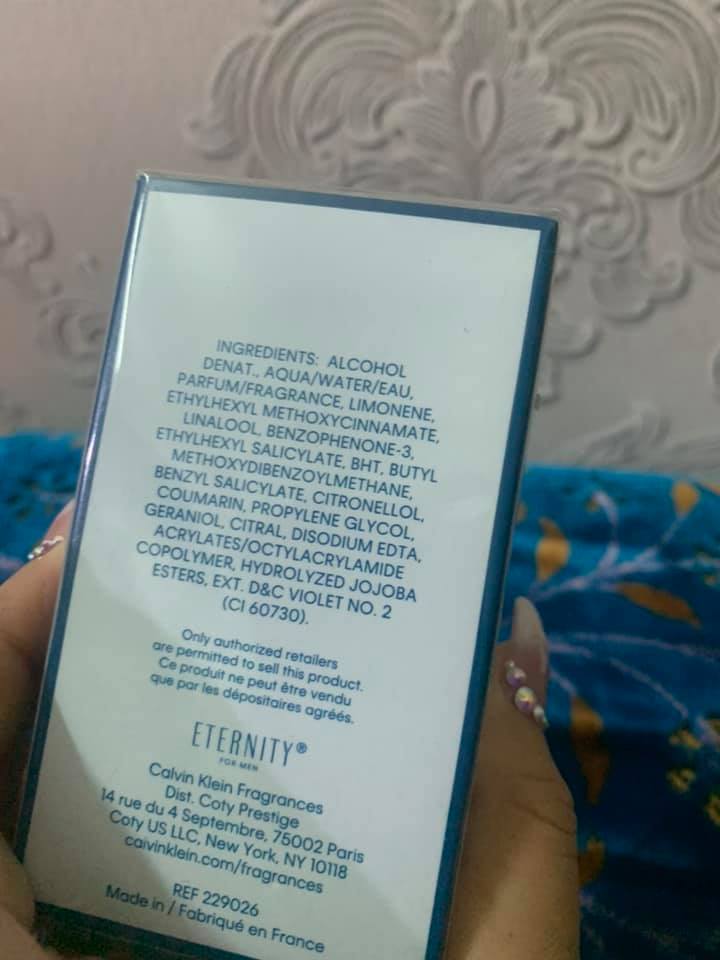 INGREDIENTS: ALCOHOL
DENAT., AQUA/WATER/EAU,
PARFUM/FRAGRANCE, LIMONENE,
ETHYLHEXYL METHOXYCINNAMATE,
LINALOOL, BENZOPHENONE-3,
ETHYLHEXYL SALICYLATE, BHT, BUTYL
METHOXYDIBENZOYLMETHANE,
BENZYL SALICYLATE, CITRONELLOL,
COUMARIN, PROPYLENE GLYCOL,
GERANIOL, CITRAL, DISODIUM EDTA,
ACRYLATES/OCTYLACRYLAMIDE
COPOLYMER, HYDROLYZED JOJOBA
ESTERS, EXT. D&C VIOLET NO. 2
(CI 60730).
Only authorized retailers
are permitted to sell this product.
Ce produit ne peut être vendu
que par les dépositaires agréés.
ETERNITY®
FOR MEN
Calvin Klein Fragrances
Dist. Coty Prestige
14 rue du 4 Septembre, 75002 Paris
Coty US LLC, New York, NY 10118
calvinklein.com/fragrances
REF 229026
Made in / Fabriqué en France